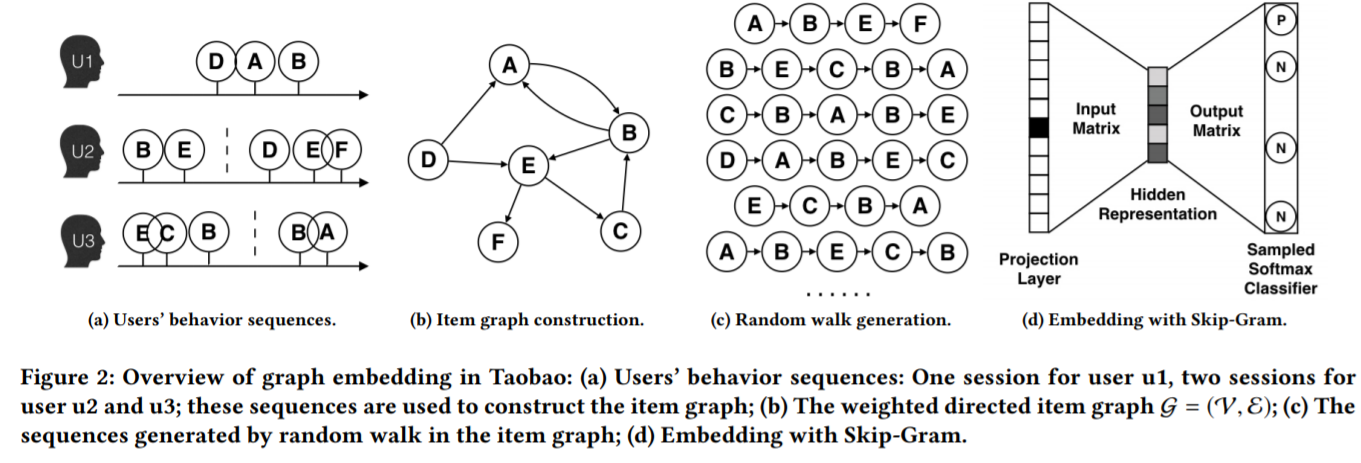 U1
D A B
U2
B E D E F
U3
E C B B A
(a) Users' behavior sequences.
A
B
D
E
F
C
(b) Item graph construction.
A B E F
B E C B A
C B A B E
D A B E C
E C B A
A B E C B
......
(c) Random walk generation.
Input
Matrix
Output
Matrix
Hidden
Representation
Projection
Layer
P
N
N
N
Sampled
Softmax
Classifier
(d) Embedding with Skip-Gram.
Figure 2: Overview of graph embedding in Taobao: (a) Users' behavior sequences: One session for user u1, two sessions for
user u2 and u3; these sequences are used to construct the item graph; (b) The weighted directed item graph 𝒢 = (𝒱, ℰ); (c) The
sequences generated by random walk in the item graph; (d) Embedding with Skip-Gram.